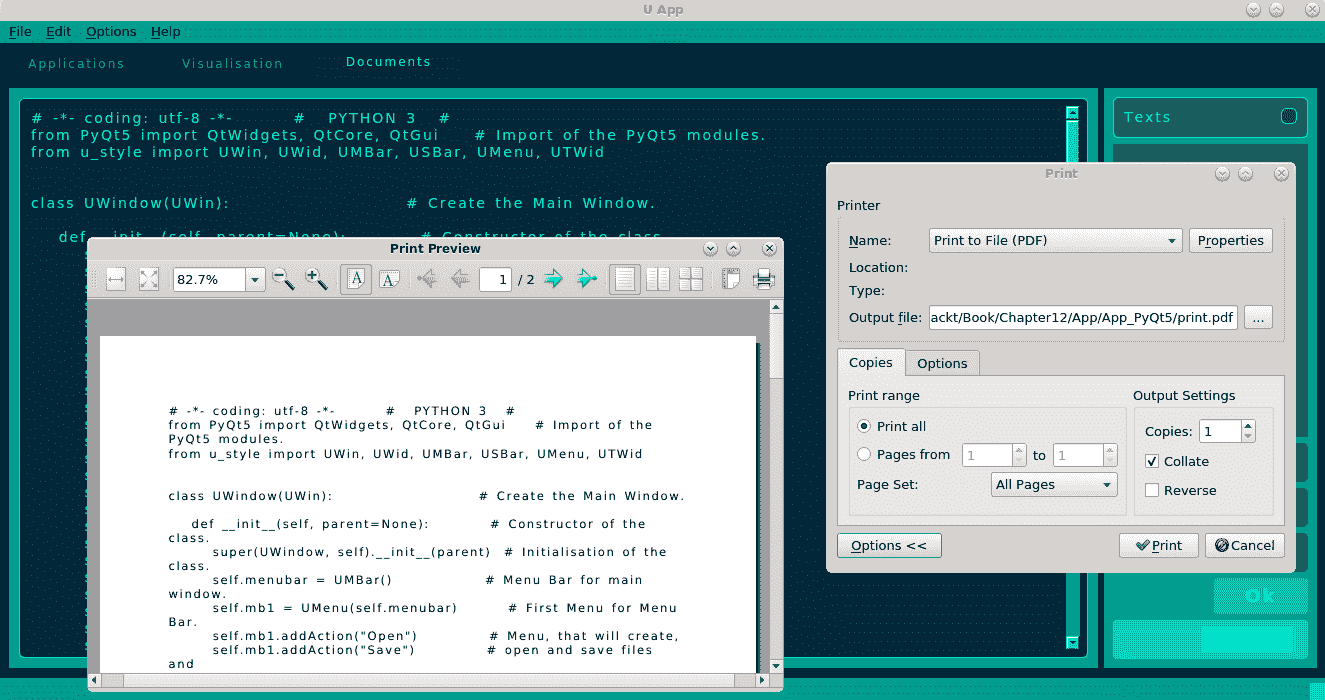 U App
File Edit Options Help
Applications Visualisation Documents
# -*- coding: utf-8 -*- # PYTHON 3 #
from PyQt5 import QtWidgets, QtCore, QtGui # Import of the PyQt5 modules.
from u_style import UWin, UWid, UMBar, USBar, UMenu, UTWid
class UWindow(UWin): # Create the Main Window.
def __init__(self, parent=None): # Constructor of the class
Texts
Ok
Print Preview
82.7% A A 1 / 2
# -*- coding: utf-8 -*- # PYTHON 3 #
from PyQt5 import QtWidgets, QtCore, QtGui # Import of the
PyQt5 modules.
from u_style import UWin, UWid, UMBar, USBar, UMenu, UTWid
class UWindow(UWin): # Create the Main Window.
def __init__(self, parent=None): # Constructor of the
class.
super(UWindow, self).__init__(parent) # Initialisation of the
class.
self.menubar = UMBar() # Menu Bar for main
window.
self.mb1 = UMenu(self.menubar) # First Menu for Menu
Bar.
self.mb1.addAction("Open") # Menu, that will create,
self.mb1.addAction("Save") # open and save files
and
Print
Printer
Name: Print to File (PDF) Properties
Location:
Type:
Output file: ackt/Book/Chapter12/App/App_PyQt5/print.pdf ...
Copies Options
Print range
Print all
Pages from 1 to 1
Page Set: All Pages
Output Settings
Copies: 1
Collate
Reverse
Options << Print Cancel